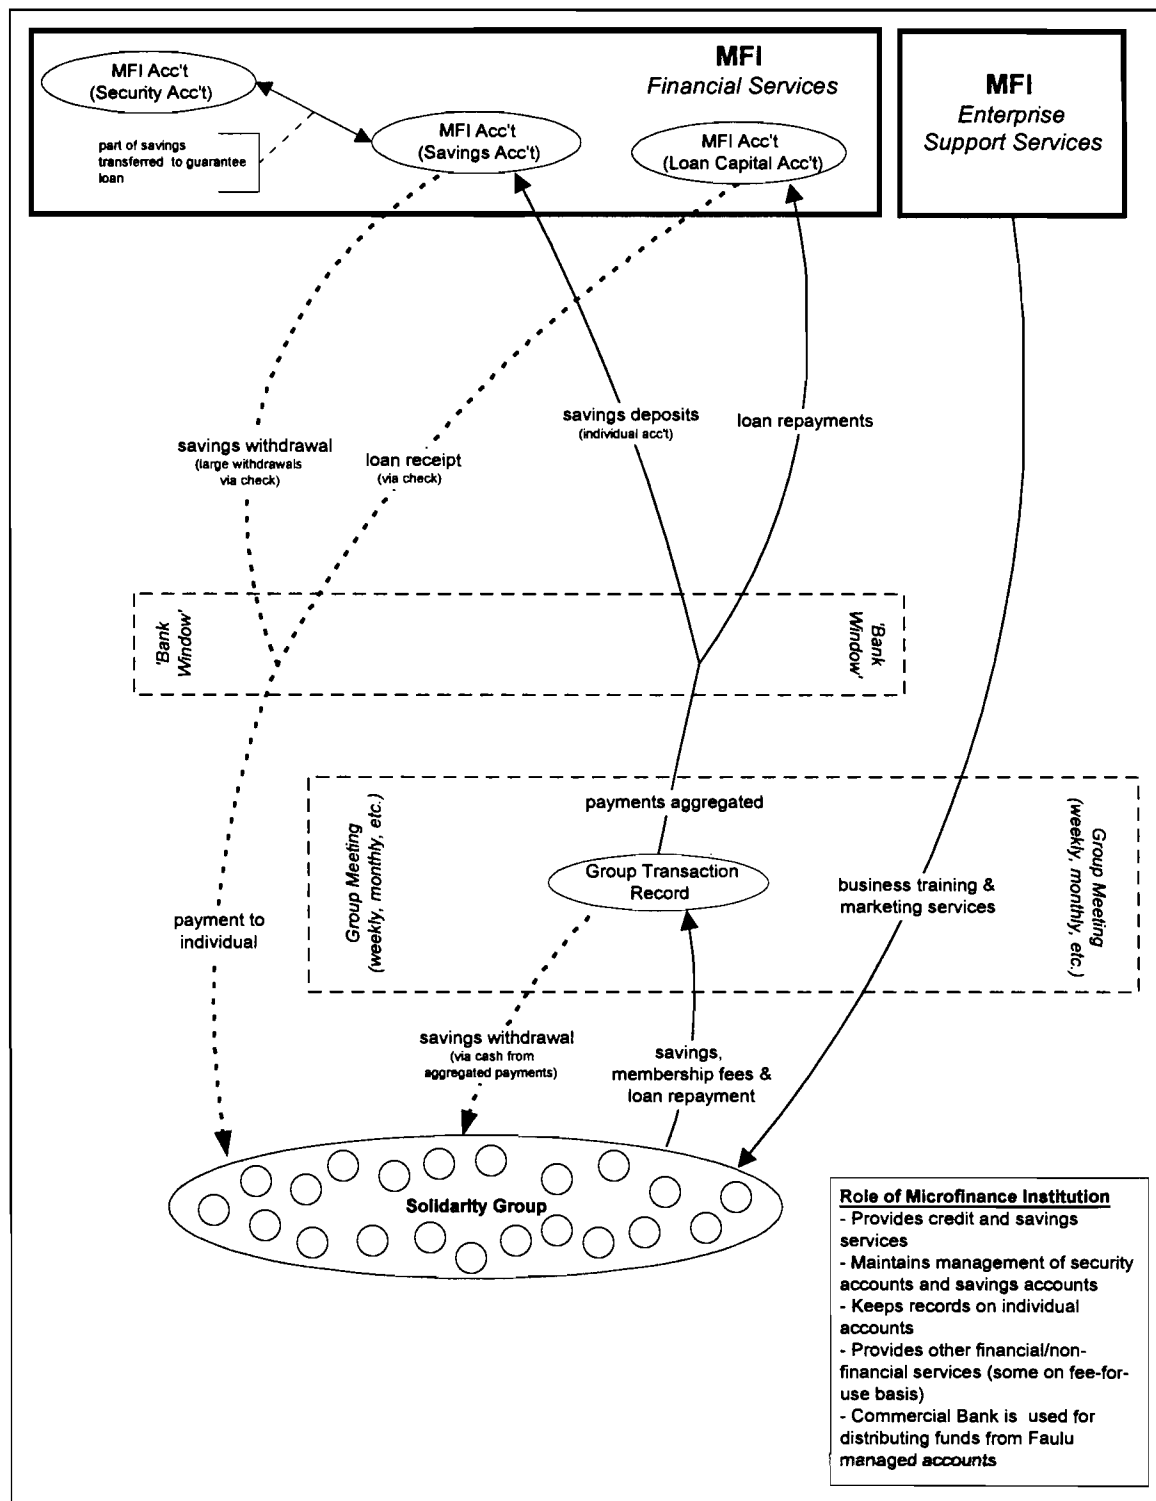 MFI
Financial Services
MFI Acc't
(Security Acc't)
MFI Acc't
(Savings Acc't)
MFI Acc't
(Loan Capital Acc't)
part of savings
transferred to guarantee
loan
MFI
Enterprise
Support Services
savings withdrawal
(large withdrawals
via check)
loan receipt
(via check)
savings deposits
(individual acc't)
loan repayments
'Bank
Window'
'Bank
Window'
payments aggregated
Group Meeting
(weekly, monthly, etc.)
Group Transaction
Record
Group Meeting
(weekly, monthly, etc.)
business training &
marketing services
payment to
individual
savings withdrawal
(via cash from
aggregated payments)
savings,
membership fees &
loan repayment
Solidarity Group
Role of Microfinance Institution
- Provides credit and savings
services
- Maintains management of security
accounts and savings accounts
- Keeps records on individual
accounts
- Provides other financial/non-
financial services (some on fee-for-
use basis)
- Commercial Bank is used for
distributing funds from Faulu
managed accounts